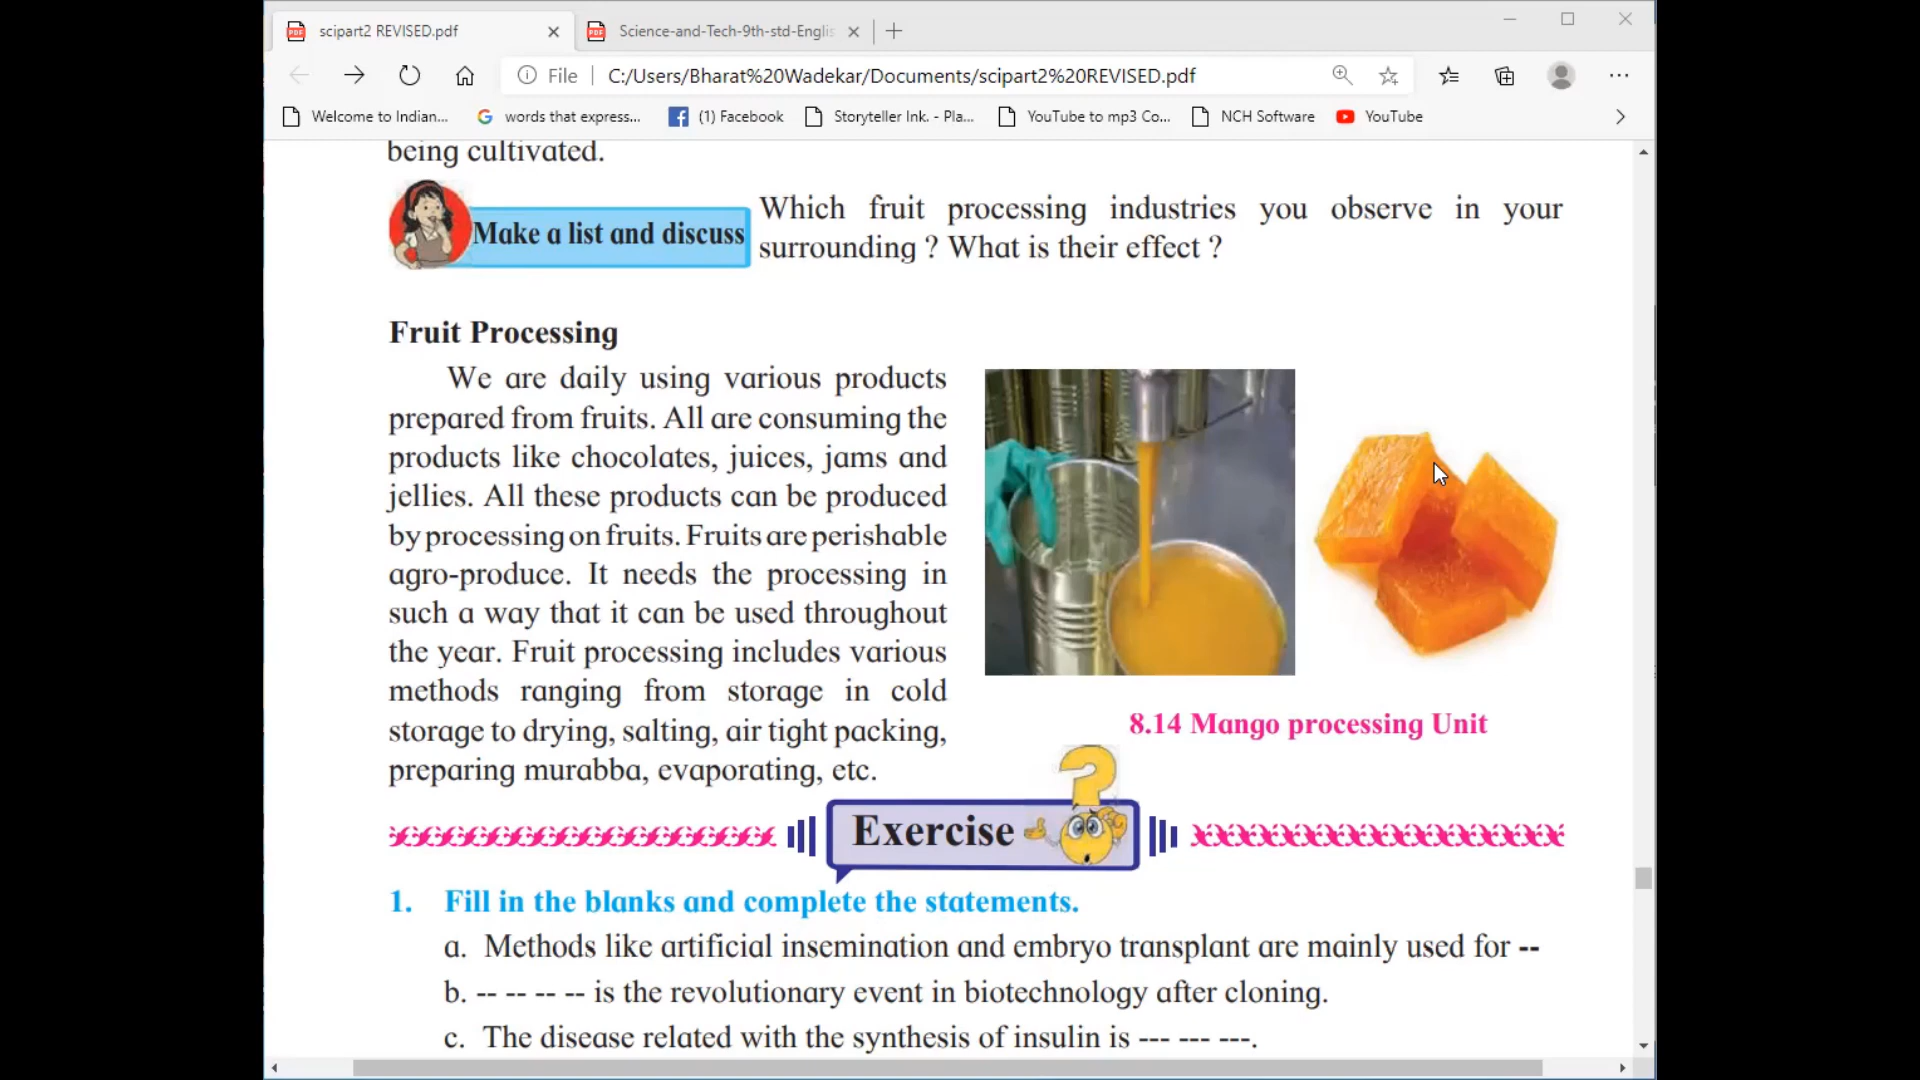 scipart2 REVISED.pdf
Science-and-Tech-9th-std-Englis
File
C:/Users/Bharat%20Wadekar/Documents/scipart2%20REVISED.pdf
Welcome to Indian...
words that express...
(1) Facebook
Storyteller Ink. - Pla...
YouTube to mp3 Co...
NCH Software
YouTube
being cultivated.
Make a list and discuss
Which fruit processing industries you observe in your
surrounding ? What is their effect ?
Fruit Processing
We are daily using various products
prepared from fruits. All are consuming the
products like chocolates, juices, jams and
jellies. All these products can be produced
by processing on fruits. Fruits are perishable
agro-produce. It needs the processing in
such a way that it can be used throughout
the year. Fruit processing includes various
methods ranging from storage in cold
storage to drying, salting, air tight packing,
preparing murabba, evaporating, etc.
8.14 Mango processing Unit
Exercise
1. Fill in the blanks and complete the statements.
a. Methods like artificial insemination and embryo transplant are mainly used for --
b. -- -- -- -- is the revolutionary event in biotechnology after cloning.
c. The disease related with the synthesis of insulin is --- --- ---.